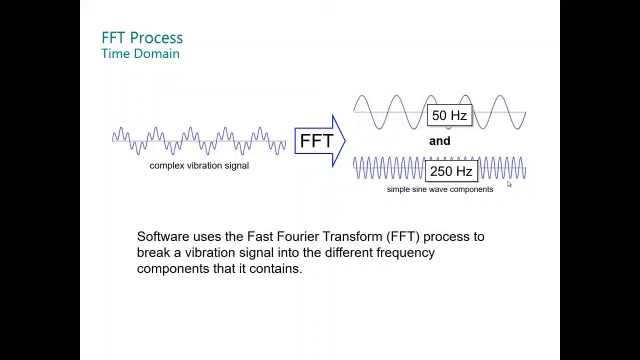 FFT Process
Time Domain
50 Hz
FFT
and
complex vibration signal
250 Hz
simple sine wave components
Software uses the Fast Fourier Transform (FFT) process to
break a vibration signal into the different frequency
components that it contains.